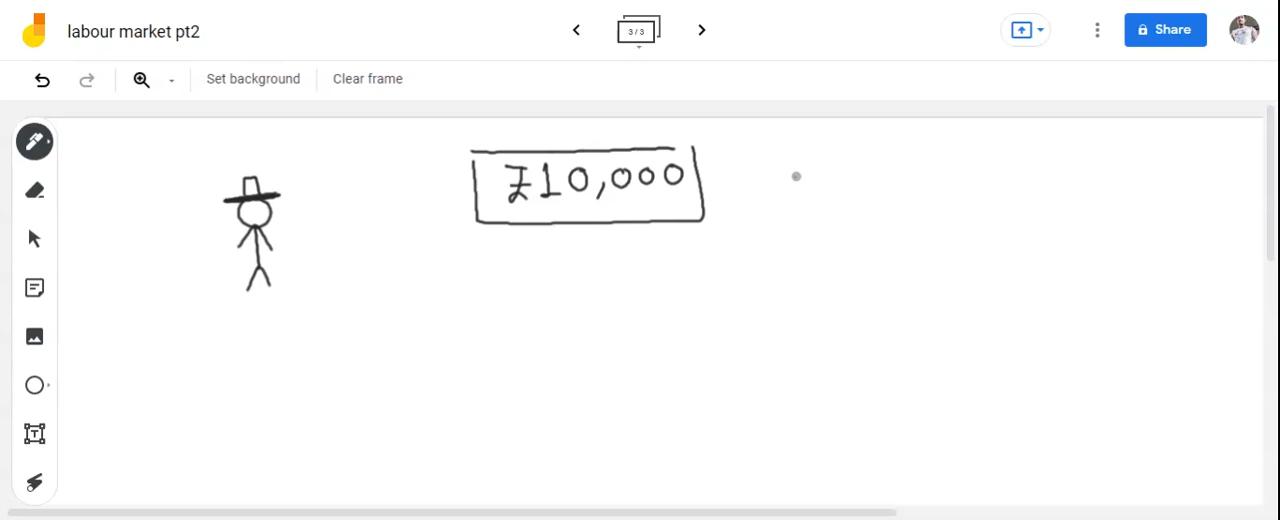 labour market pt2
3 / 3
Share
Set background
Clear frame
£10,000
T